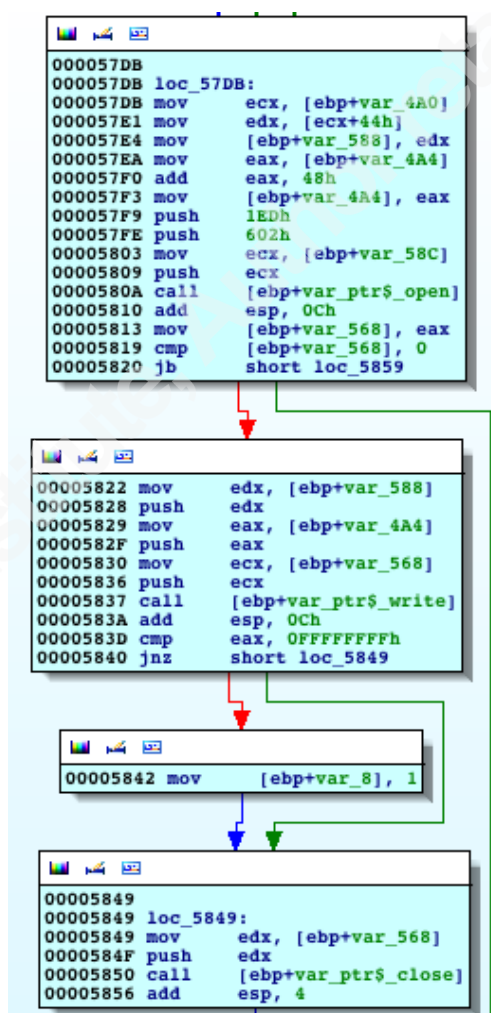 000057DB
000057DB loc_57DB:
000057DB mov ecx, [ebp+var_4A0]
000057E1 mov edx, [ecx+44h]
000057E4 mov [ebp+var_588], edx
000057EA mov eax, [ebp+var_4A4]
000057F0 add eax, 48h
000057F3 mov [ebp+var_4A4], eax
000057F9 push 1EDh
000057FE push 602h
00005803 mov ecx, [ebp+var_58C]
00005809 push ecx
0000580A call [ebp+var_ptr$_open]
00005810 add esp, 0Ch
00005813 mov [ebp+var_568], eax
00005819 cmp [ebp+var_568], 0
00005820 jb short loc_5859
00005822 mov edx, [ebp+var_588]
00005828 push edx
00005829 mov eax, [ebp+var_4A4]
0000582F push eax
00005830 mov ecx, [ebp+var_568]
00005836 push ecx
00005837 call [ebp+var_ptr$_write]
0000583A add esp, 0Ch
0000583D cmp eax, 0FFFFFFFFh
00005840 jnz short loc_5849
00005842 mov [ebp+var_8], 1
00005849
00005849 loc_5849:
00005849 mov edx, [ebp+var_568]
0000584F push edx
00005850 call [ebp+var_ptr$_close]
00005856 add esp, 4